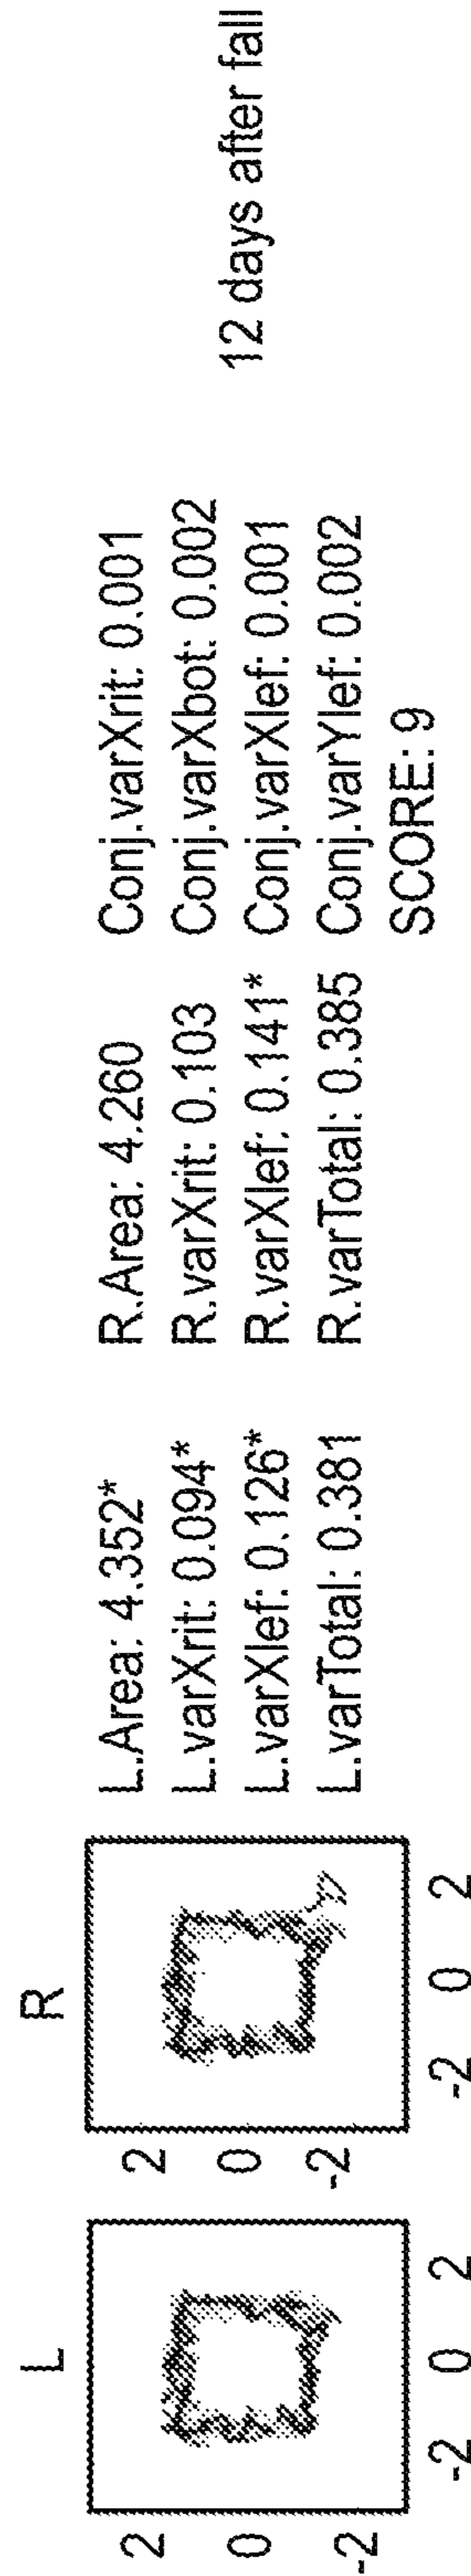 L
2
0
-2
-2 0 2
R
2
0
-2
-2 0 2
L.Area: 4.352*
L.varXrit: 0.094*
L.varXlef: 0.126*
L.varTotal: 0.381
R.Area: 4.260
R.varXrit: 0.103
R.varXlef: 0.141*
R.varTotal: 0.385
Conj.varXrit: 0.001
Conj.varXbot: 0.002
Conj.varXlef: 0.001
Conj.varYlef: 0.002
SCORE: 9
12 days after fall